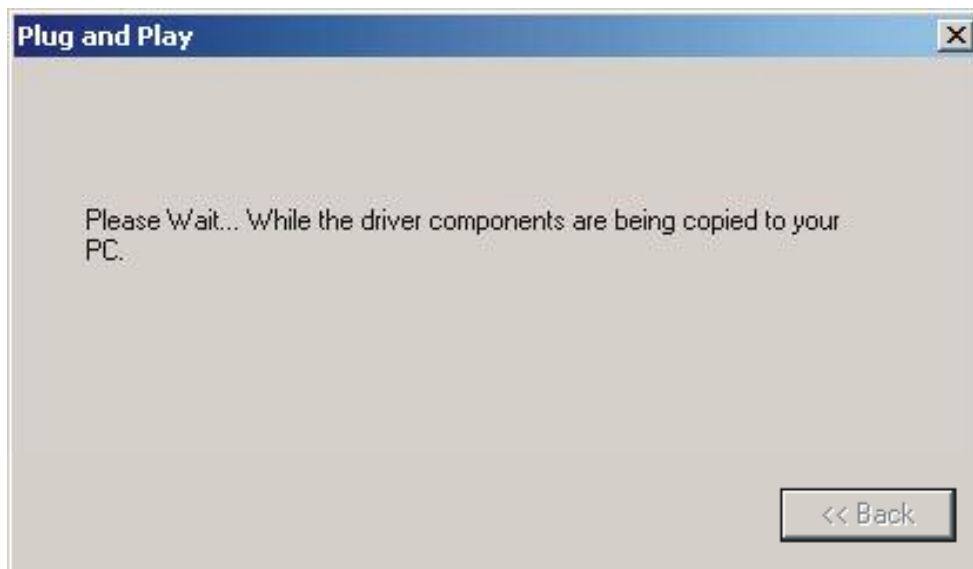 Plug and Play
Please Wait... While the driver components are being copied to your
PC.
<< Back